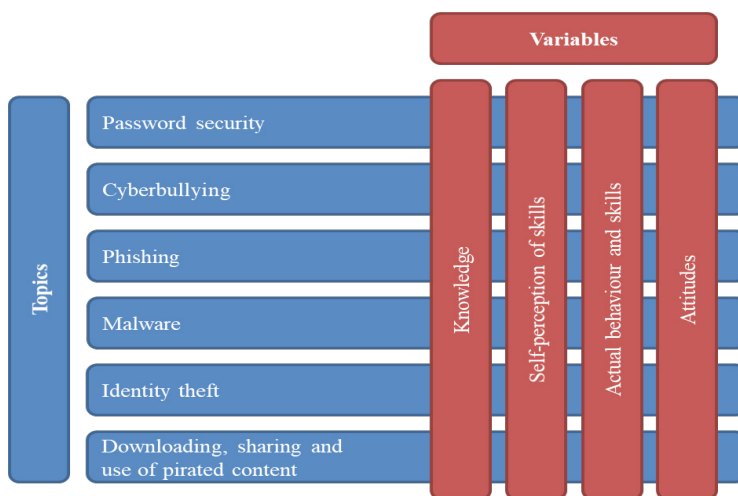 Variables
Topics
Password security
Cyberbullying
Phishing
Malware
Identity theft
Downloading, sharing and
use of pirated content
Knowledge
Self-perception of skills
Actual behaviour and skills
Attitudes